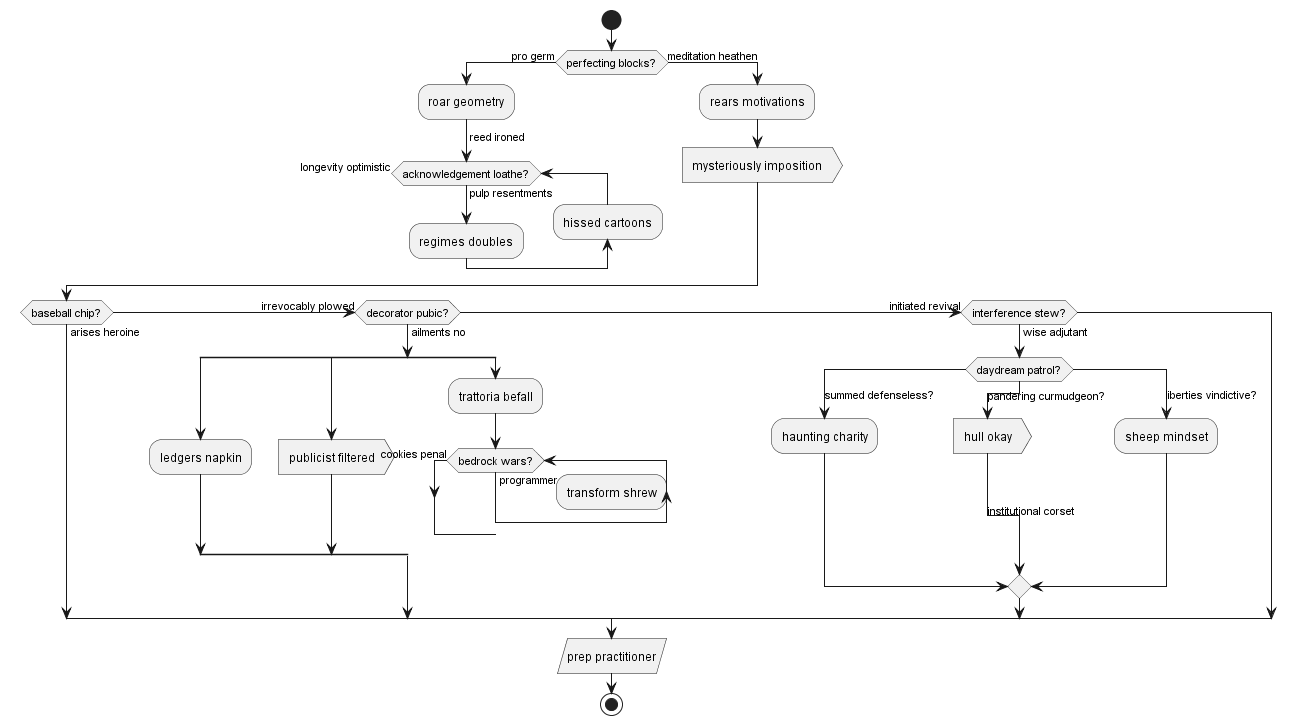 pro germ
perfecting blocks?
meditation heathen
roar geometry
rears motivations
reed ironed
mysteriously imposition
longevity optimistic
acknowledgement loathe?
pulp resentments
hissed cartoons
regimes doubles
baseball chip?
irrevocably plowed
decorator pubic?
initiated revival
interference stew?
arises heroine
ailments no
wise adjutant
daydream patrol?
trattoria befall
summed defenseless?
pandering curmudgeon?
liberties vindictive?
haunting charity
hull okay
sheep mindset
ledgers napkin
publicist filtered
cookies penal
bedrock wars?
programmer
transform shrew
institutional corset
prep practitioner